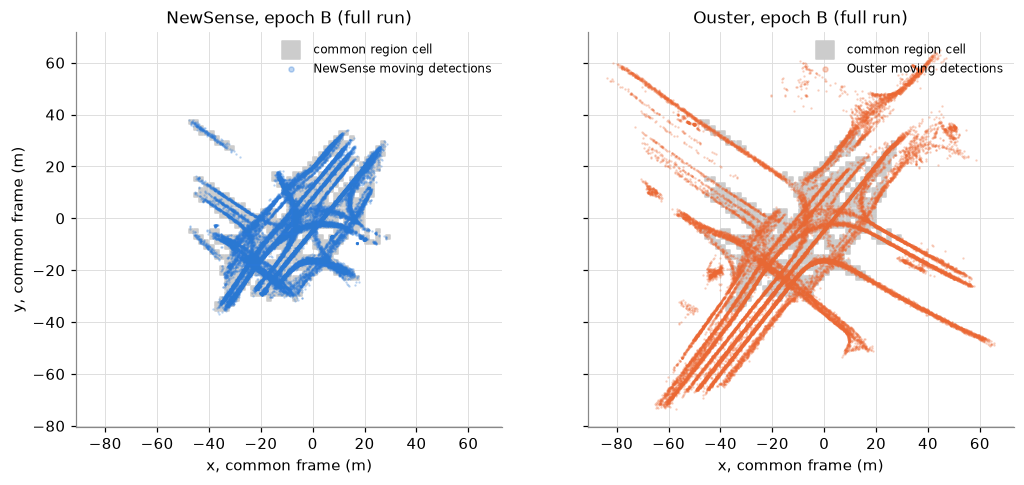 NewSense, epoch B (full run)
common region cell
NewSense moving detections
60
40
20
0
−20
−40
−60
−80
y, common frame (m)
−80 −60 −40 −20 0 20 40 60
x, common frame (m)
Ouster, epoch B (full run)
common region cell
Ouster moving detections
−80 −60 −40 −20 0 20 40 60
x, common frame (m)